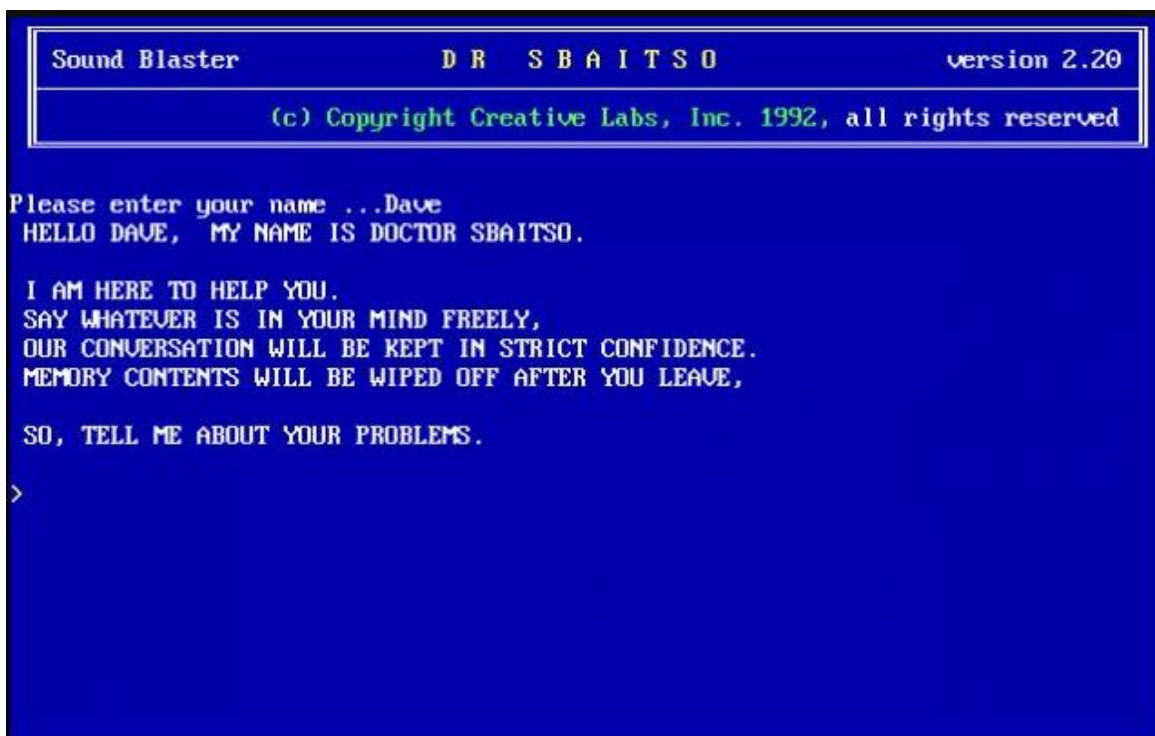 Sound Blaster D R S B A I T S O version 2.20
(c) Copyright Creative Labs, Inc. 1992, all rights reserved
Please enter your name ...Dave
HELLO DAVE, MY NAME IS DOCTOR SBAITSO.
I AM HERE TO HELP YOU.
SAY WHATEVER IS IN YOUR MIND FREELY,
OUR CONVERSATION WILL BE KEPT IN STRICT CONFIDENCE.
MEMORY CONTENTS WILL BE WIPED OFF AFTER YOU LEAVE,
SO, TELL ME ABOUT YOUR PROBLEMS.
>